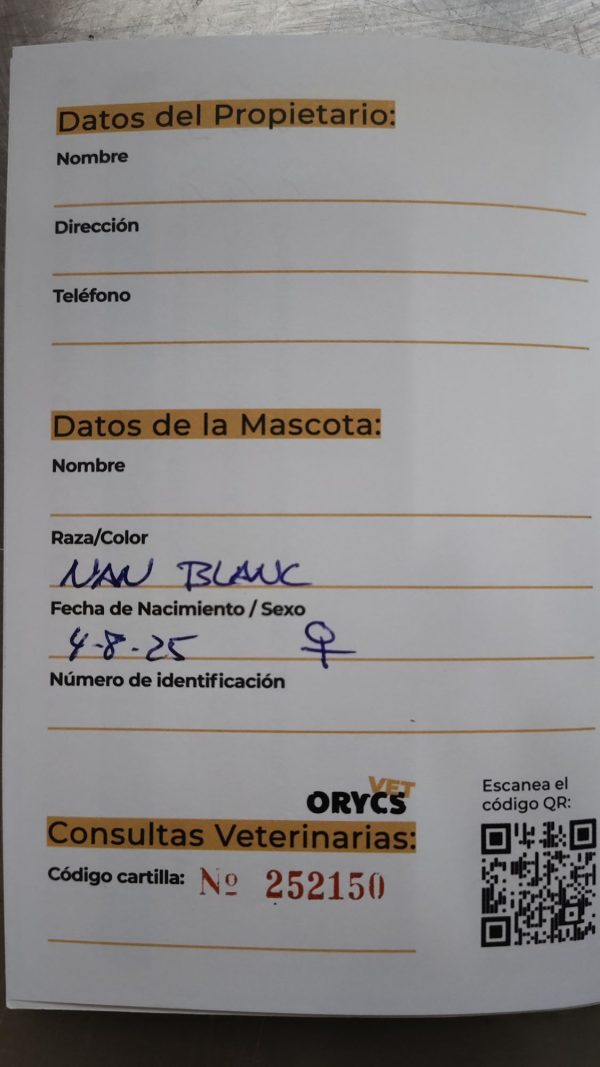 Datos del Propietario:
Nombre
Dirección
Teléfono
Datos de la Mascota:
Nombre
Raza/Color
NAN BLANC
Fecha de Nacimiento / Sexo
4-8-25 ♀
Número de identificación
ORYCS VET
Escanea el
código QR:
Consultas Veterinarias:
Código cartilla: Nº 252150